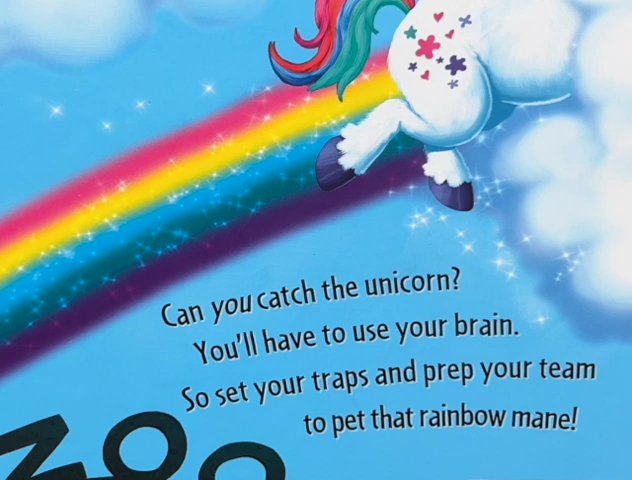 Can you catch the unicorn?
You'll have to use your brain.
So set your traps and prep your team
to pet that rainbow mane!
Zoo